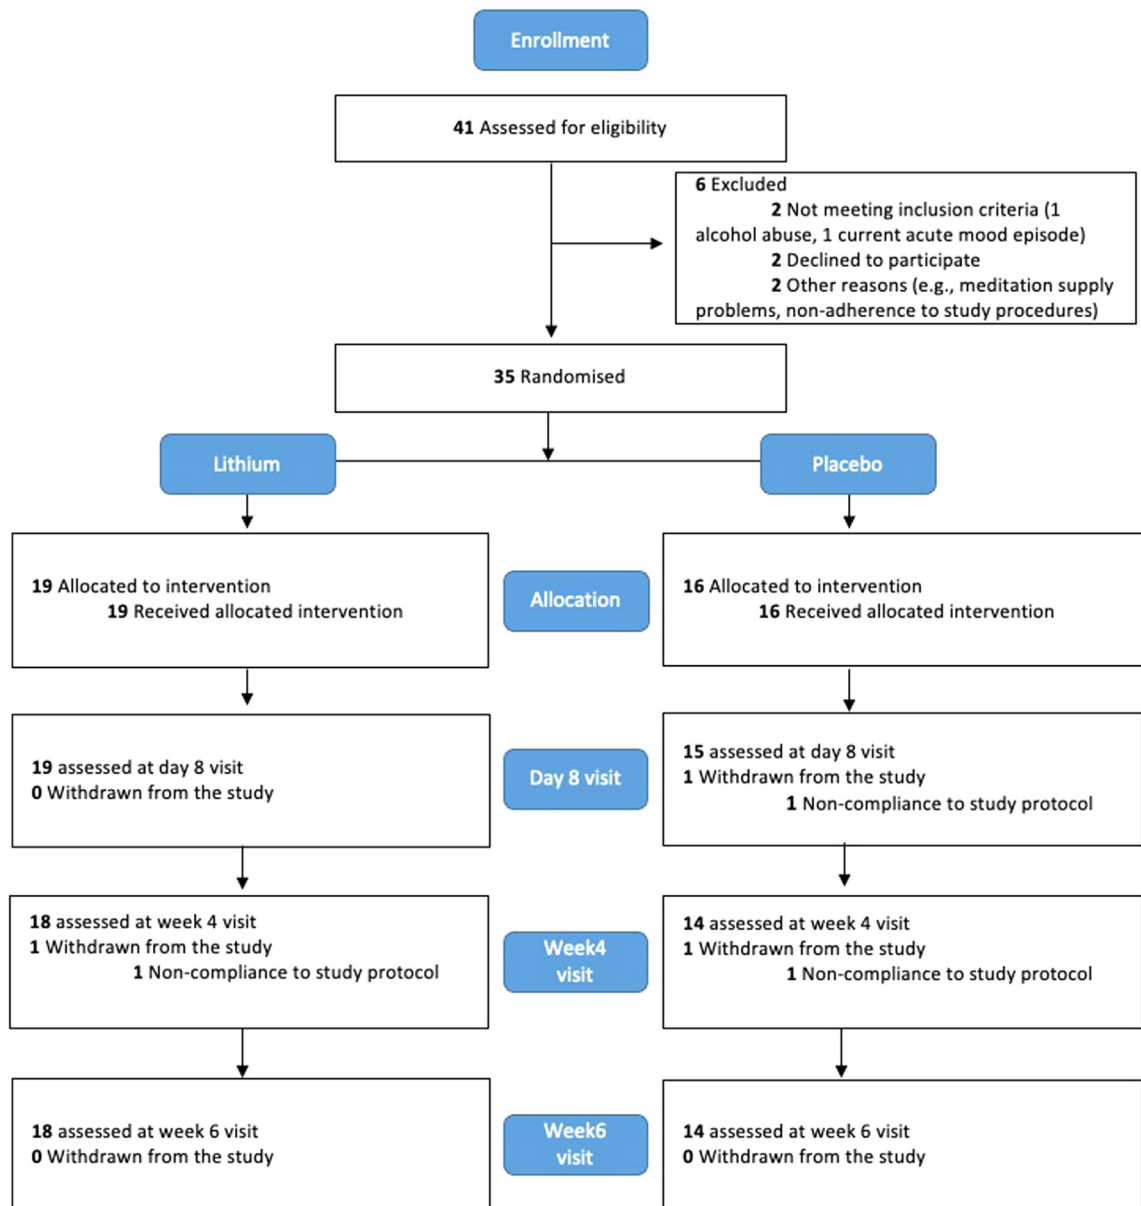 Enrollment
41 Assessed for eligibility
6 Excluded
2 Not meeting inclusion criteria (1
alcohol abuse, 1 current acute mood episode)
2 Declined to participate
2 Other reasons (e.g., meditation supply
problems, non-adherence to study procedures)
35 Randomised
Lithium
Placebo
19 Allocated to intervention
19 Received allocated intervention
Allocation
16 Allocated to intervention
16 Received allocated intervention
19 assessed at day 8 visit
0 Withdrawn from the study
Day 8 visit
15 assessed at day 8 visit
1 Withdrawn from the study
1 Non-compliance to study protocol
18 assessed at week 4 visit
1 Withdrawn from the study
1 Non-compliance to study protocol
Week4
visit
14 assessed at week 4 visit
1 Withdrawn from the study
1 Non-compliance to study protocol
18 assessed at week 6 visit
0 Withdrawn from the study
Week6
visit
14 assessed at week 6 visit
0 Withdrawn from the study